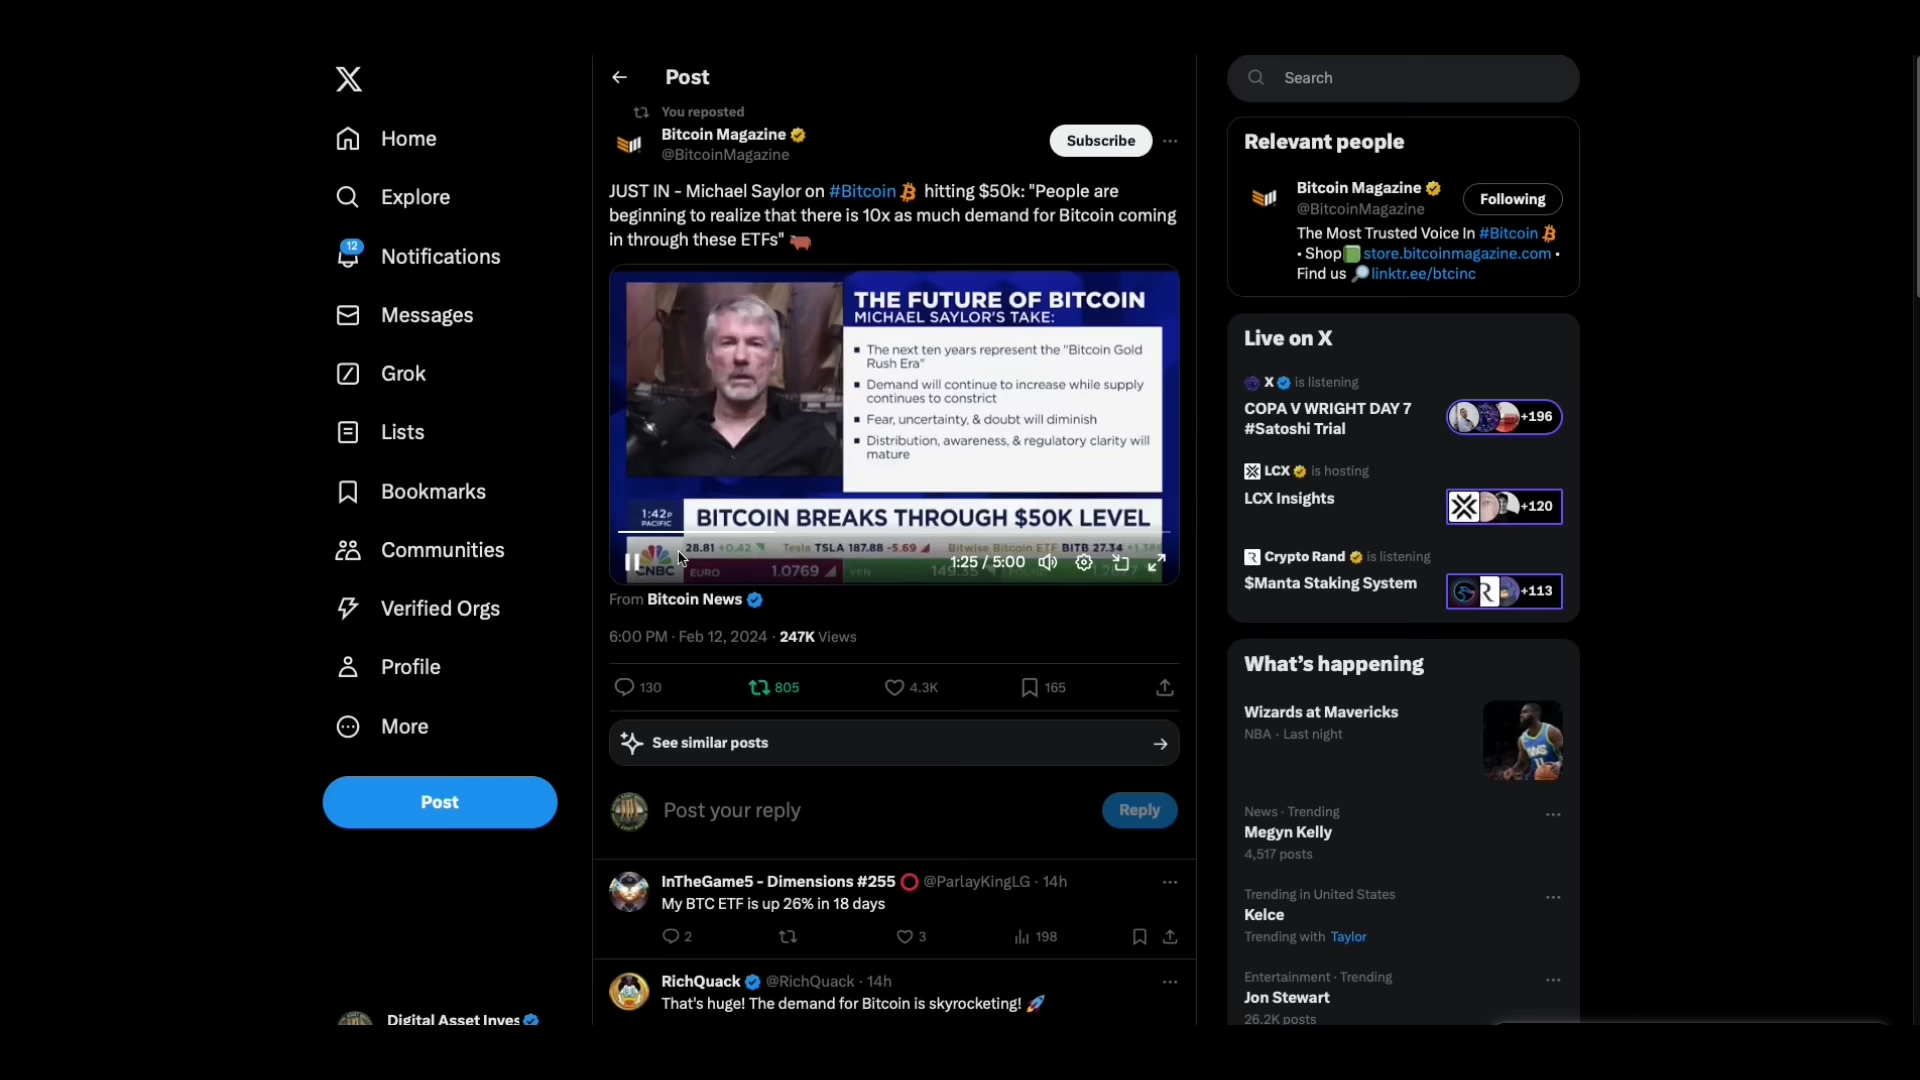 Home
Explore
12
Notifications
Messages
Grok
Lists
Bookmarks
Communities
Verified Orgs
Profile
More
Post
Digital Asset Inves
Post
You reposted
Bitcoin Magazine
@BitcoinMagazine
Subscribe
JUST IN - Michael Saylor on #Bitcoin hitting $50k: "People are
beginning to realize that there is 10x as much demand for Bitcoin coming
in through these ETFs"
THE FUTURE OF BITCOIN
MICHAEL SAYLOR'S TAKE:
▪ The next ten years represent the "Bitcoin Gold
Rush Era"
▪ Demand will continue to increase while supply
continues to constrict
▪ Fear, uncertainty, & doubt will diminish
▪ Distribution, awareness, & regulatory clarity will
mature
1:42P
PACIFIC
BITCOIN BREAKS THROUGH $50K LEVEL
28.81 +0.42 Tesla TSLA 187.88 -5.69 Bitwise Bitcoin ETF BITB 27.34
CNBC EURO 1.0769 YEN
1:25 / 5:00
From Bitcoin News
6:00 PM · Feb 12, 2024 · 247K Views
130 805 4.3K 165
See similar posts
Post your reply
Reply
InTheGame5 - Dimensions #255 @ParlayKingLG · 14h
My BTC ETF is up 26% in 18 days
2 3 198
RichQuack @RichQuack · 14h
That's huge! The demand for Bitcoin is skyrocketing!
Search
Relevant people
Bitcoin Magazine
@BitcoinMagazine
Following
The Most Trusted Voice In #Bitcoin
• Shop store.bitcoinmagazine.com •
Find us linktr.ee/btcinc
Live on X
X is listening
COPA V WRIGHT DAY 7
#Satoshi Trial
+196
LCX is hosting
LCX Insights
+120
Crypto Rand is listening
$Manta Staking System
+113
What's happening
Wizards at Mavericks
NBA · Last night
News · Trending
Megyn Kelly
4,517 posts
Trending in United States
Kelce
Trending with Taylor
Entertainment · Trending
Jon Stewart
26.2K posts